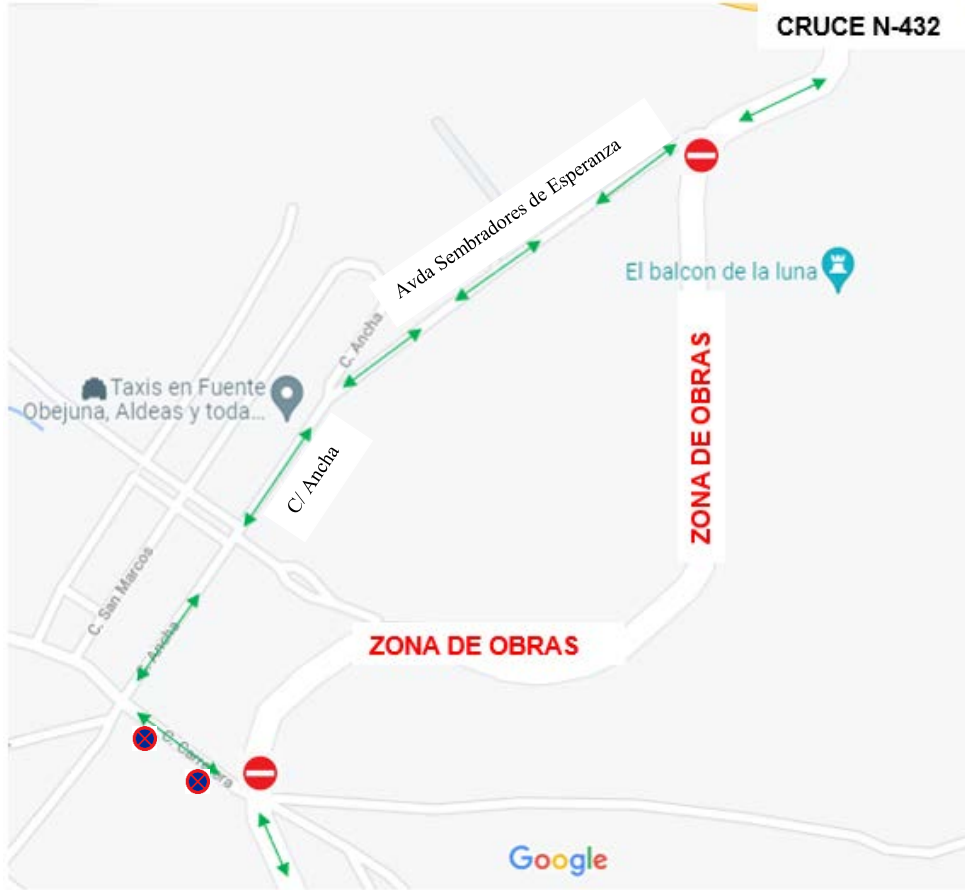 CRUCE N-432
Avda Sembradores de Esperanza
El balcon de la luna
C. Ancha
Taxis en Fuente
Obejuna, Aldeas y toda...
ZONA DE OBRAS
C/ Ancha
C. San Marcos
C. Ancha
ZONA DE OBRAS
C. Carretera
Google